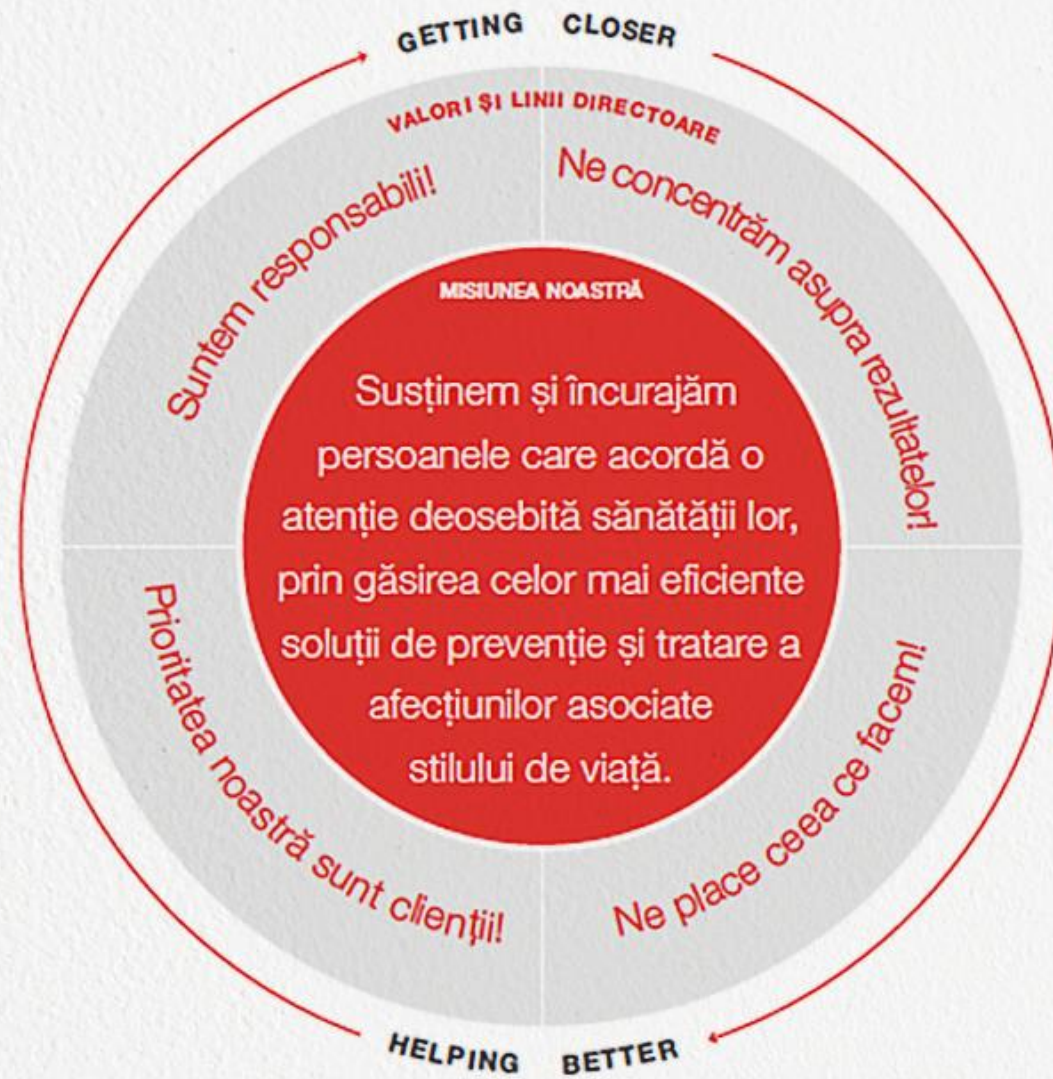 GETTING CLOSER
VALORI ȘI LINII DIRECTOARE
Suntem responsabili!
Ne concentrăm asupra rezultatelor!
MISIUNEA NOASTRĂ
Susținem și încurajăm
persoanele care acordă o
atenție deosebită sănătății lor,
prin găsirea celor mai eficiente
soluții de prevenție și tratare a
afecțiunilor asociate
stilului de viață.
Prioritatea noastră sunt clienții!
Ne place ceea ce facem!
HELPING BETTER